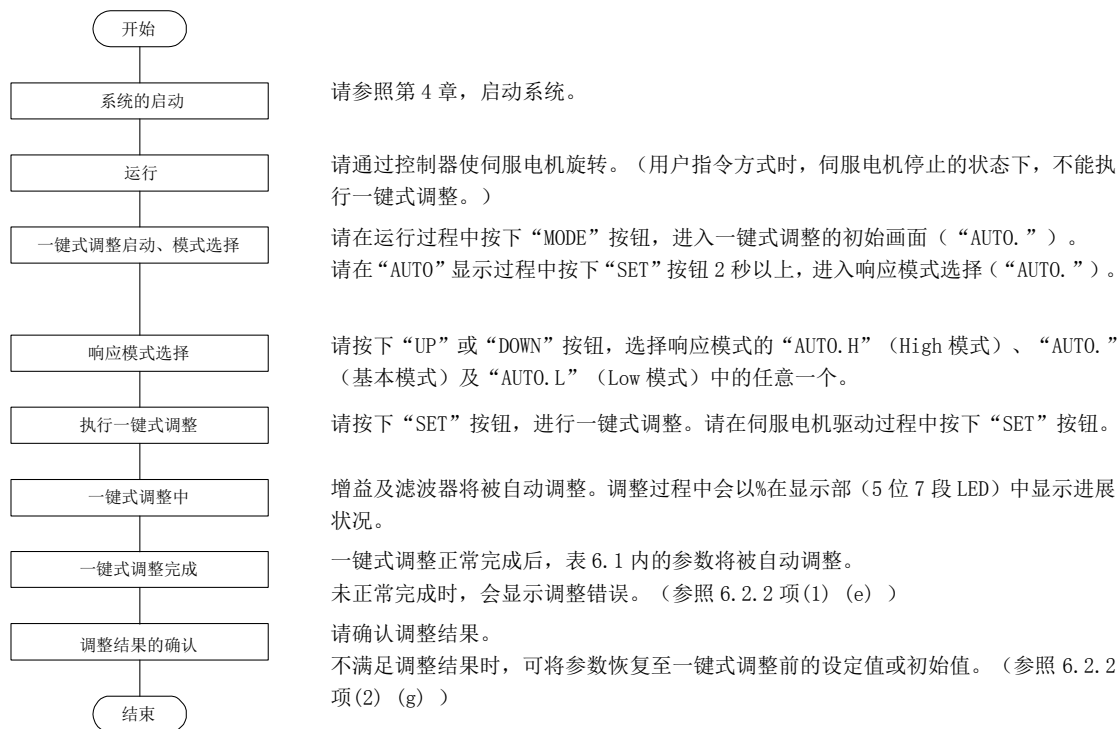 开始
系统的启动
请参照第 4 章，启动系统。
运行
请通过控制器使伺服电机旋转。（用户指令方式时，伺服电机停止的状态下，不能执
行一键式调整。）
一键式调整启动、模式选择
请在运行过程中按下“MODE”按钮，进入一键式调整的初始画面（“AUTO.”）。
请在“AUTO”显示过程中按下“SET”按钮 2 秒以上，进入响应模式选择（“AUTO.”）。
响应模式选择
请按下“UP”或“DOWN”按钮，选择响应模式的“AUTO.H”（High 模式）、“AUTO.”
（基本模式）及“AUTO.L”（Low 模式）中的任意一个。
执行一键式调整
请按下“SET”按钮，进行一键式调整。请在伺服电机驱动过程中按下“SET”按钮。
一键式调整中
增益及滤波器将被自动调整。调整过程中会以%在显示部（5 位 7 段 LED）中显示进展
状况。
一键式调整完成
一键式调整正常完成后，表 6.1 内的参数将被自动调整。
未正常完成时，会显示调整错误。（参照 6.2.2 项(1) (e) ）
调整结果的确认
请确认调整结果。
不满足调整结果时，可将参数恢复至一键式调整前的设定值或初始值。（参照 6.2.2
项(2) (g) ）
结束